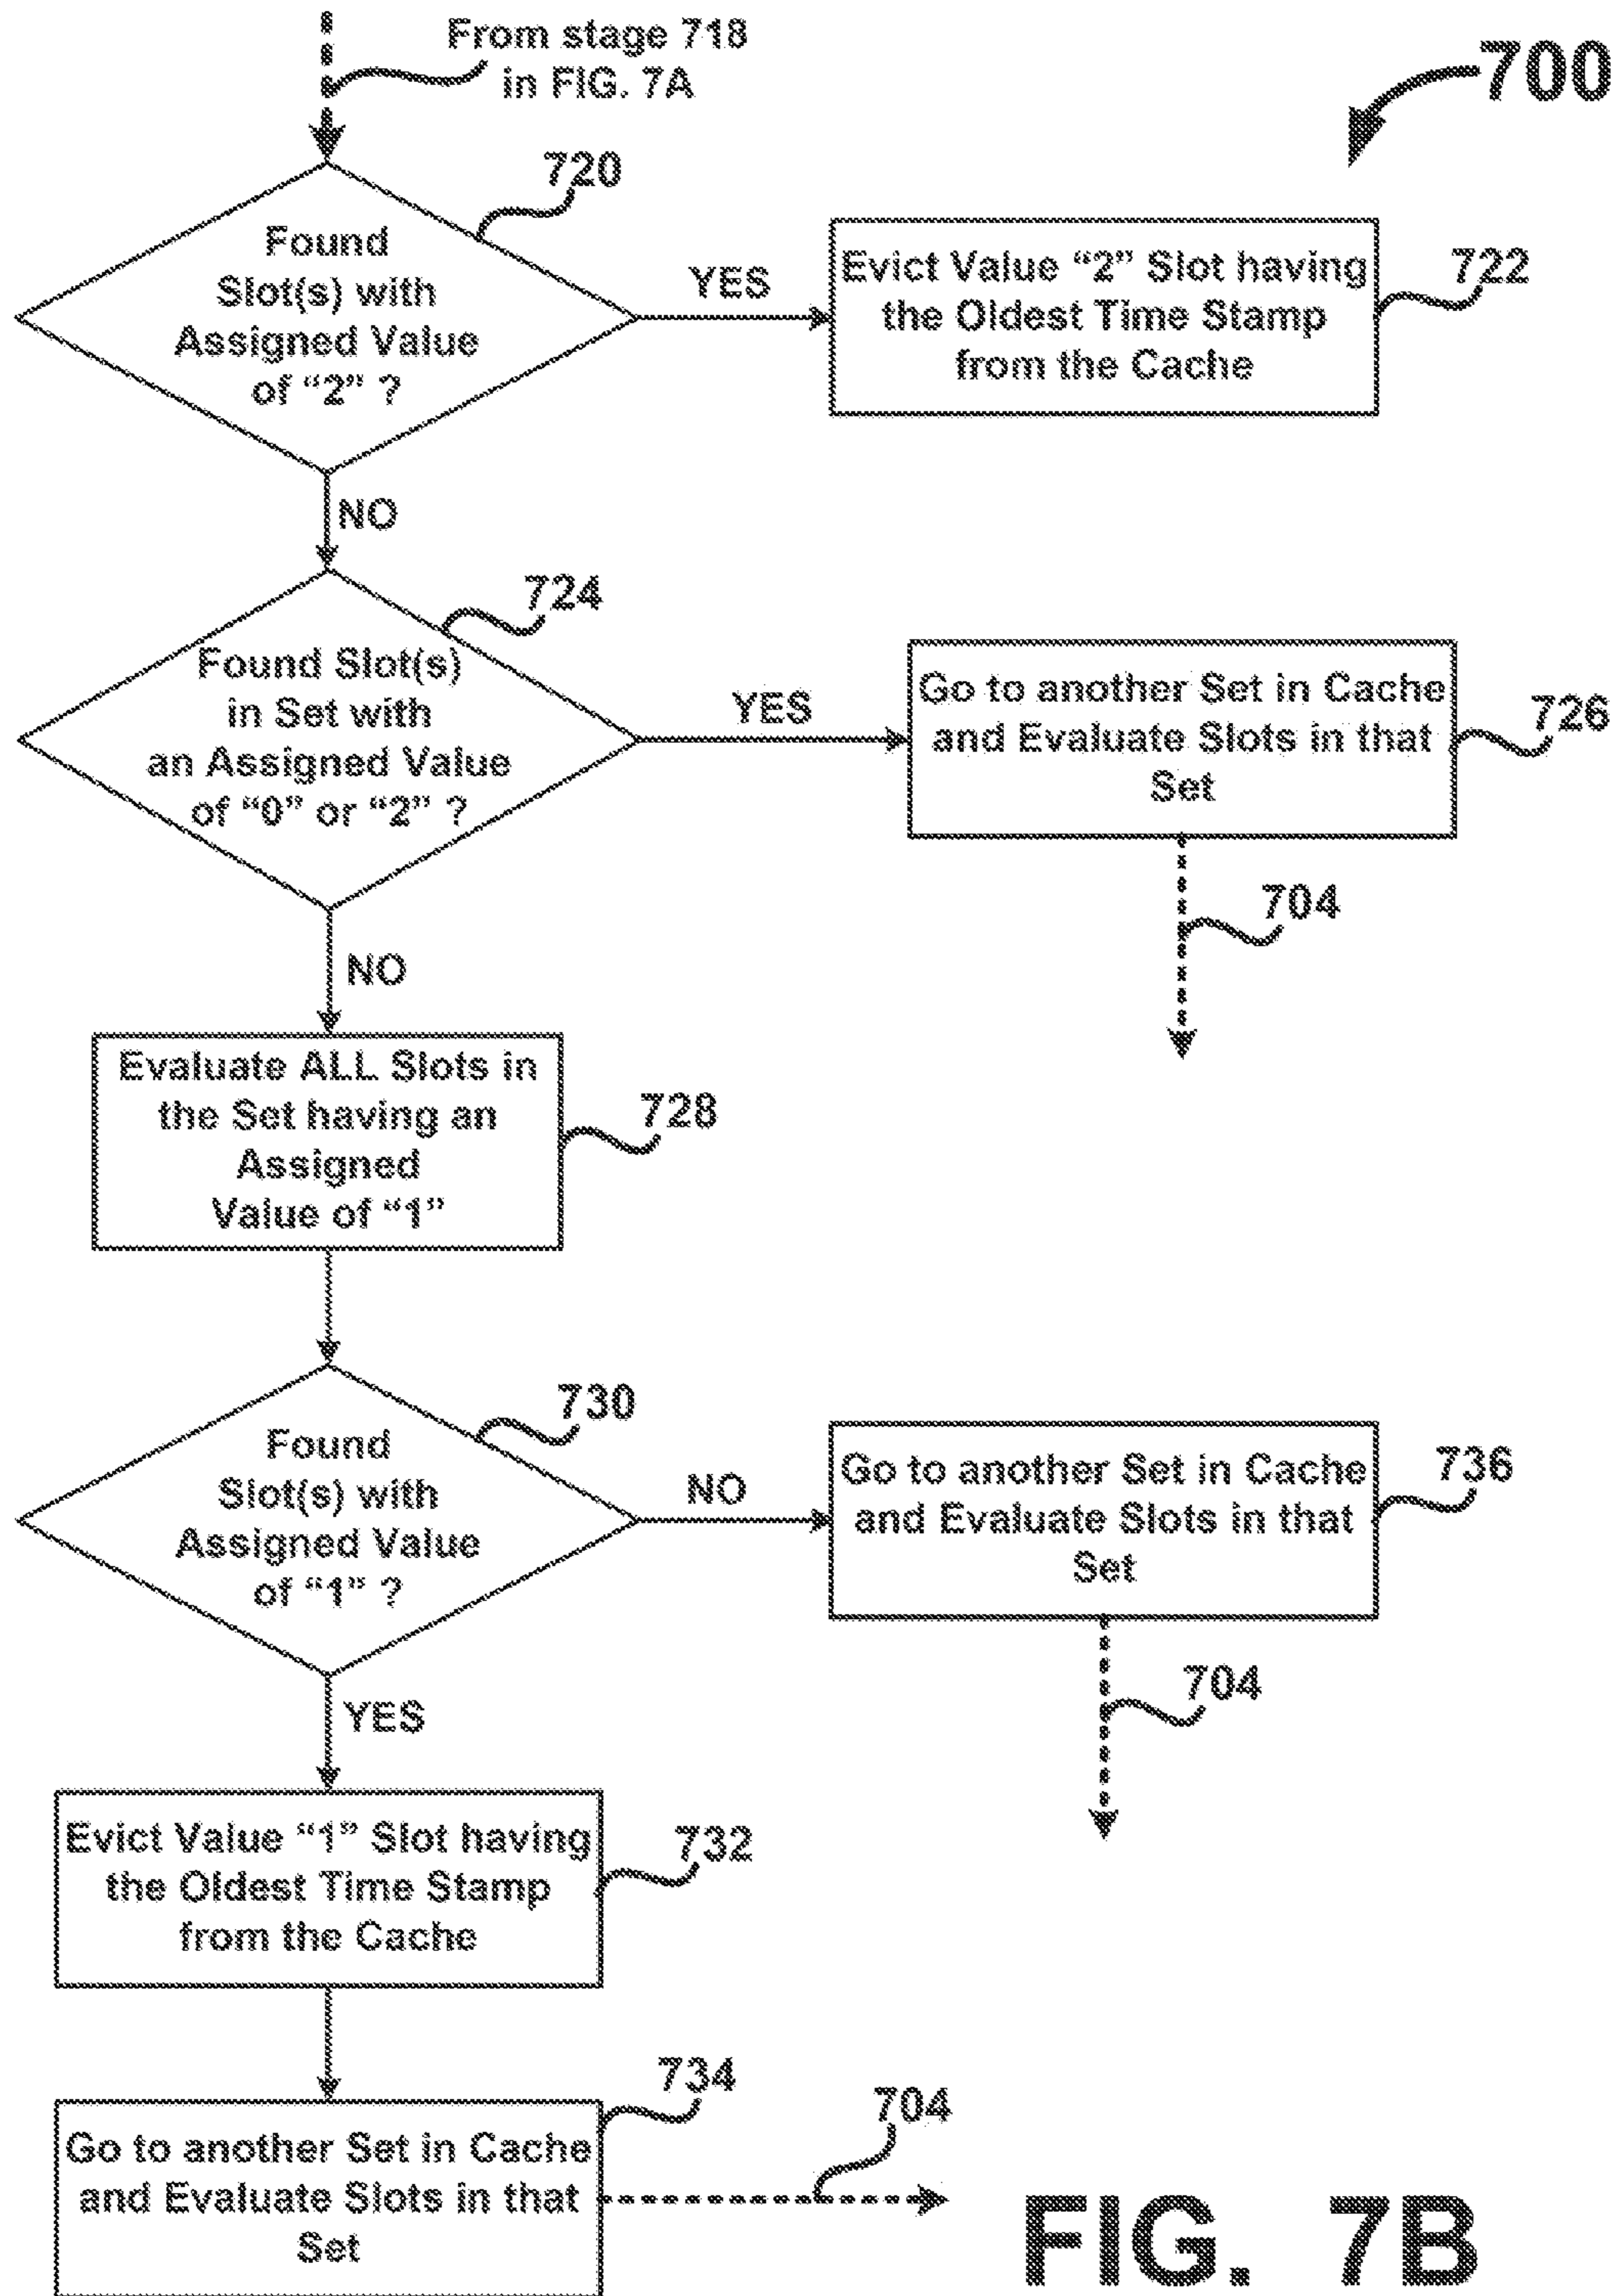 From stage 718
in FIG. 7A
700
720
Found
Slot(s) with
Assigned Value
of “2” ?
YES
Evict Value “2” Slot having
the Oldest Time Stamp
from the Cache
722
NO
724
Found Slot(s)
in Set with
an Assigned Value
of “0” or “2” ?
YES
Go to another Set in Cache
and Evaluate Slots in that
Set
726
704
NO
Evaluate ALL Slots in
the Set having an
Assigned
Value of “1”
728
730
Found
Slot(s) with
Assigned Value
of “1” ?
NO
Go to another Set in Cache
and Evaluate Slots in that
Set
736
704
YES
Evict Value “1” Slot having
the Oldest Time Stamp
from the Cache
732
734
Go to another Set in Cache
and Evaluate Slots in that
Set
704
FIG. 7B